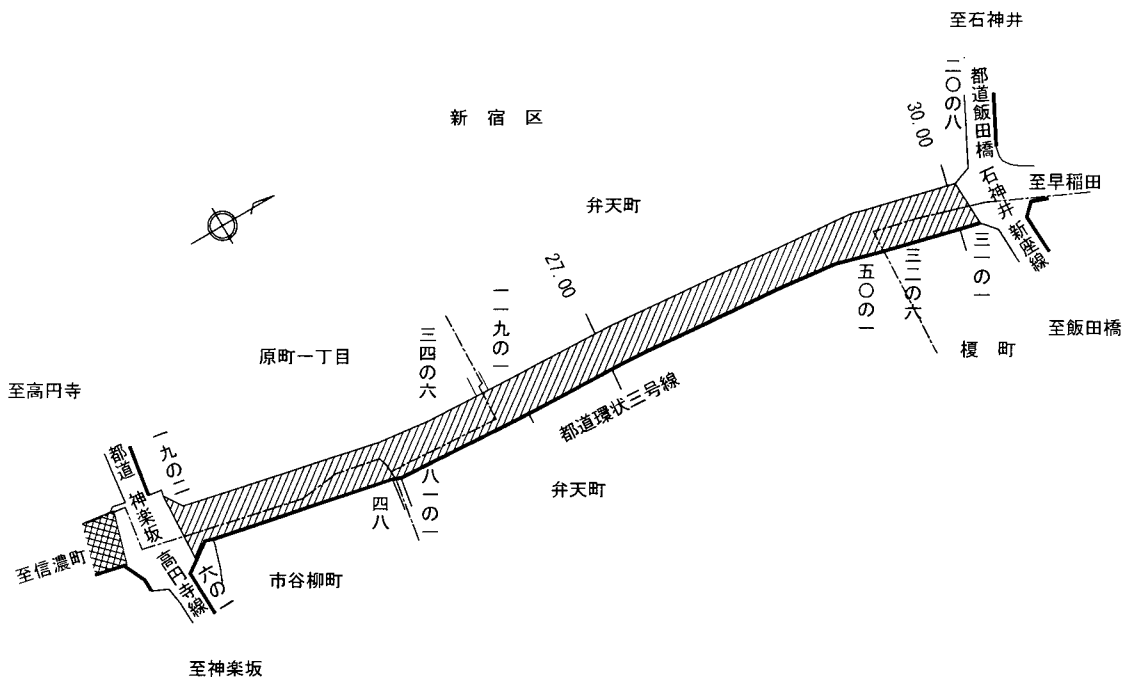 至石神井
二〇の八
都道飯田橋
石神井
新座線
30.00
新宿区
至早稲田
弁天町
三一の一
三二の六
五〇の一
27.00
至飯田橋
榎町
一一九の一
三四の六
原町一丁目
都道環状三号線
至高円寺
一九の二
都道
神楽坂
高円寺線
八一の一
四八
弁天町
至信濃町
六の一
市谷柳町
至神楽坂